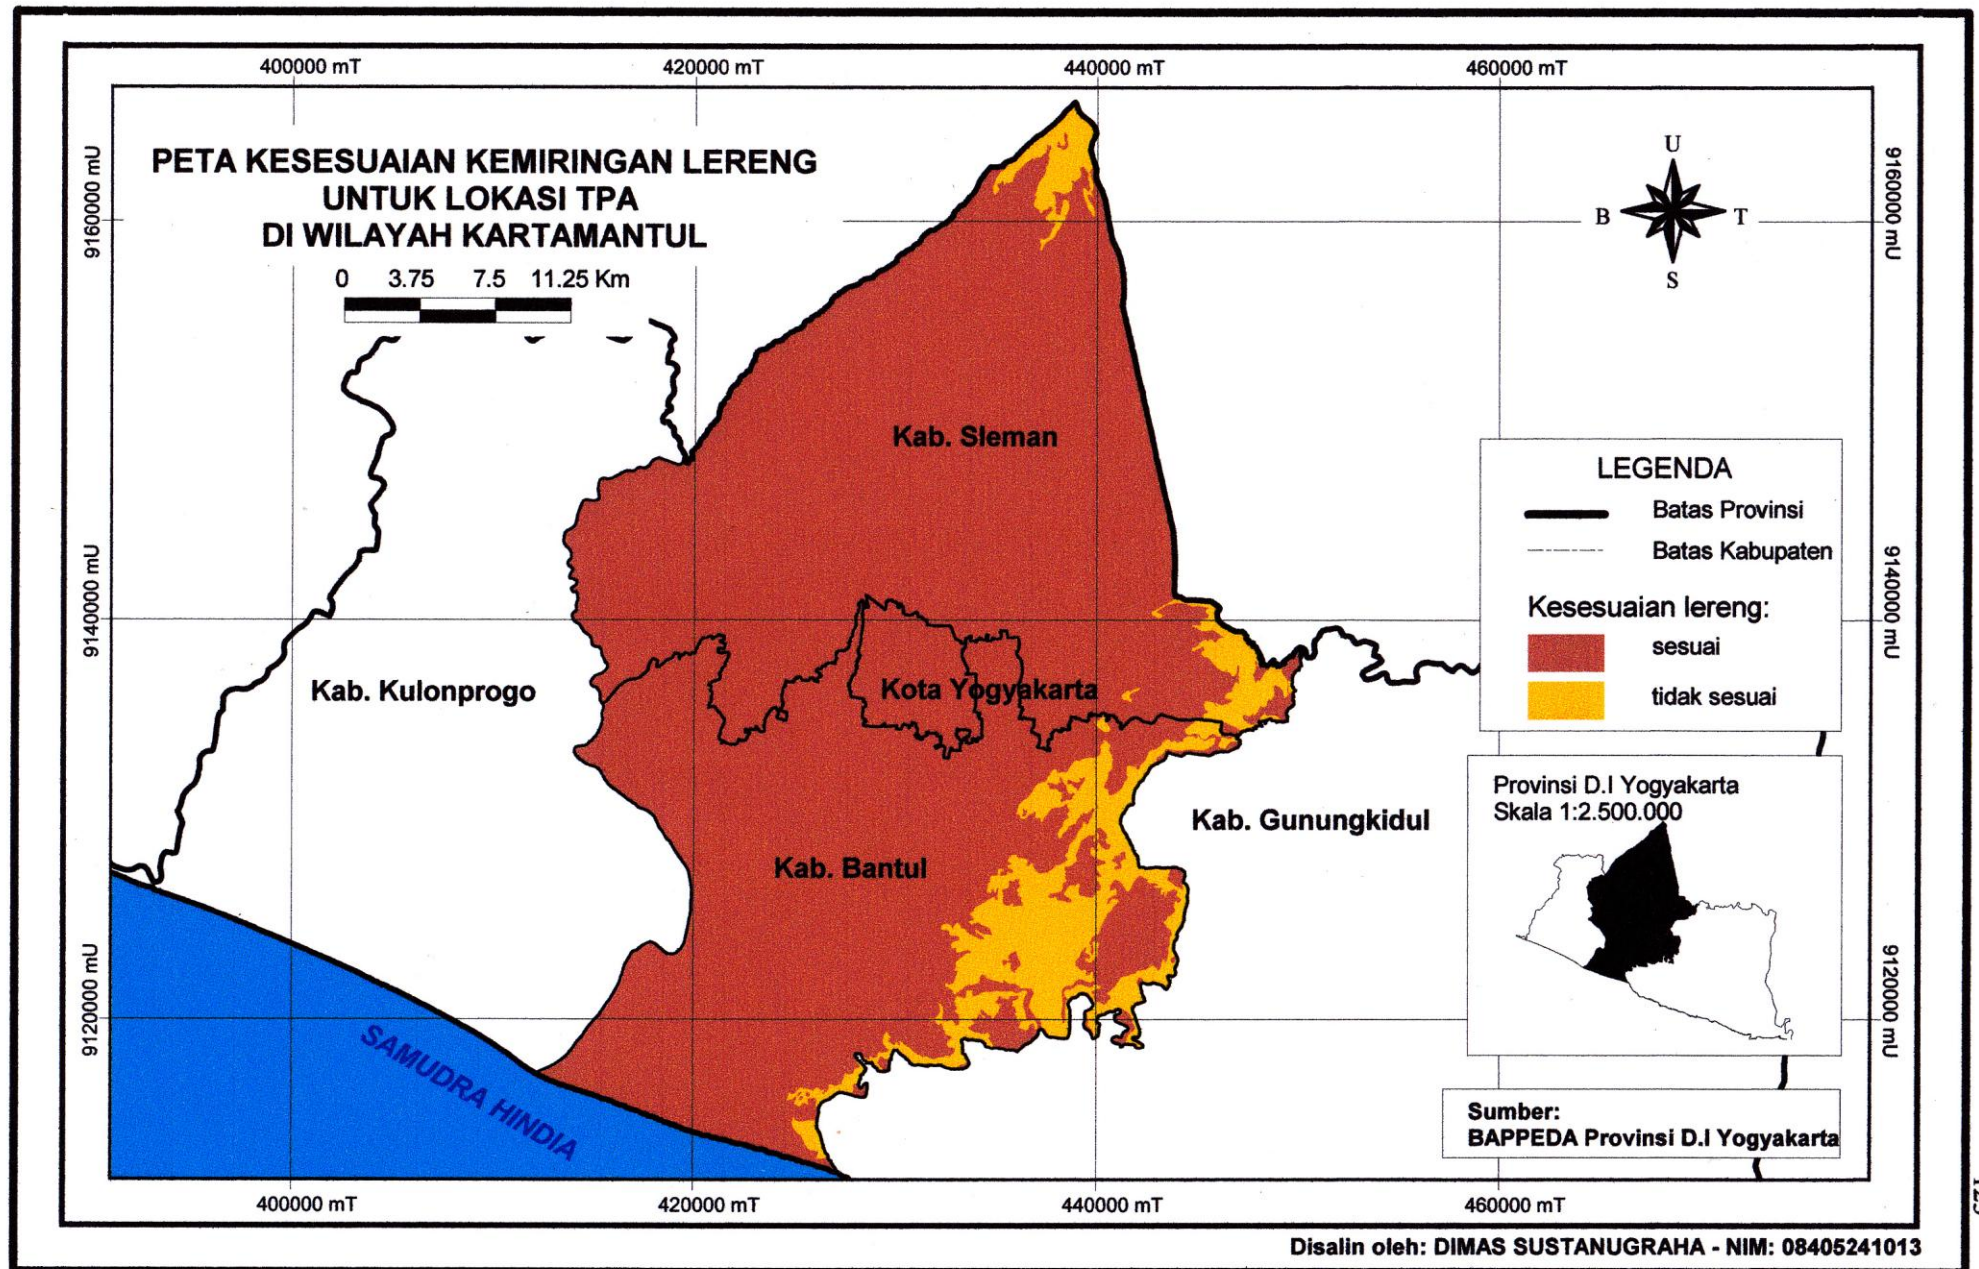 400000 mT 420000 mT 440000 mT 460000 mT
PETA KESESUAIAN KEMIRINGAN LERENG
UNTUK LOKASI TPA
DI WILAYAH KARTAMANTUL
0 3.75 7.5 11.25 Km
U
B T
S
9160000 mU
9160000 mU
Kab. Sleman
LEGENDA
Batas Provinsi
Batas Kabupaten
Kesesuaian lereng:
sesuai
tidak sesuai
9140000 mU
9140000 mU
Kab. Kulonprogo
Kota Yogyakarta
Provinsi D.I Yogyakarta
Skala 1:2.500.000
Kab. Gunungkidul
Kab. Bantul
9120000 mU
9120000 mU
SAMUDRA HINDIA
Sumber:
BAPPEDA Provinsi D.I Yogyakarta
400000 mT 420000 mT 440000 mT 460000 mT
Disalin oleh: DIMAS SUSTANUGRAHA - NIM: 08405241013